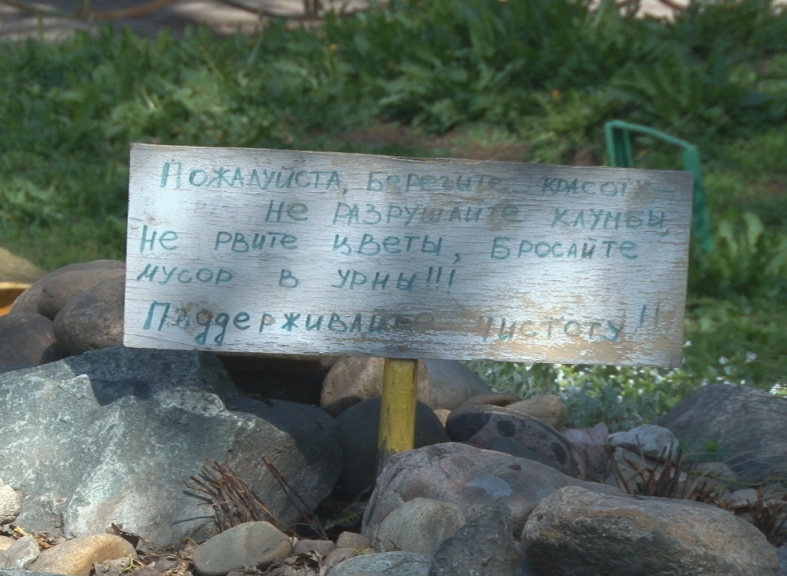 Пожалуйста, берегите красоту
не разрушайте клумбы,
не рвите цветы, бросайте
мусор в урны!!!
Поддерживайте чистоту!!